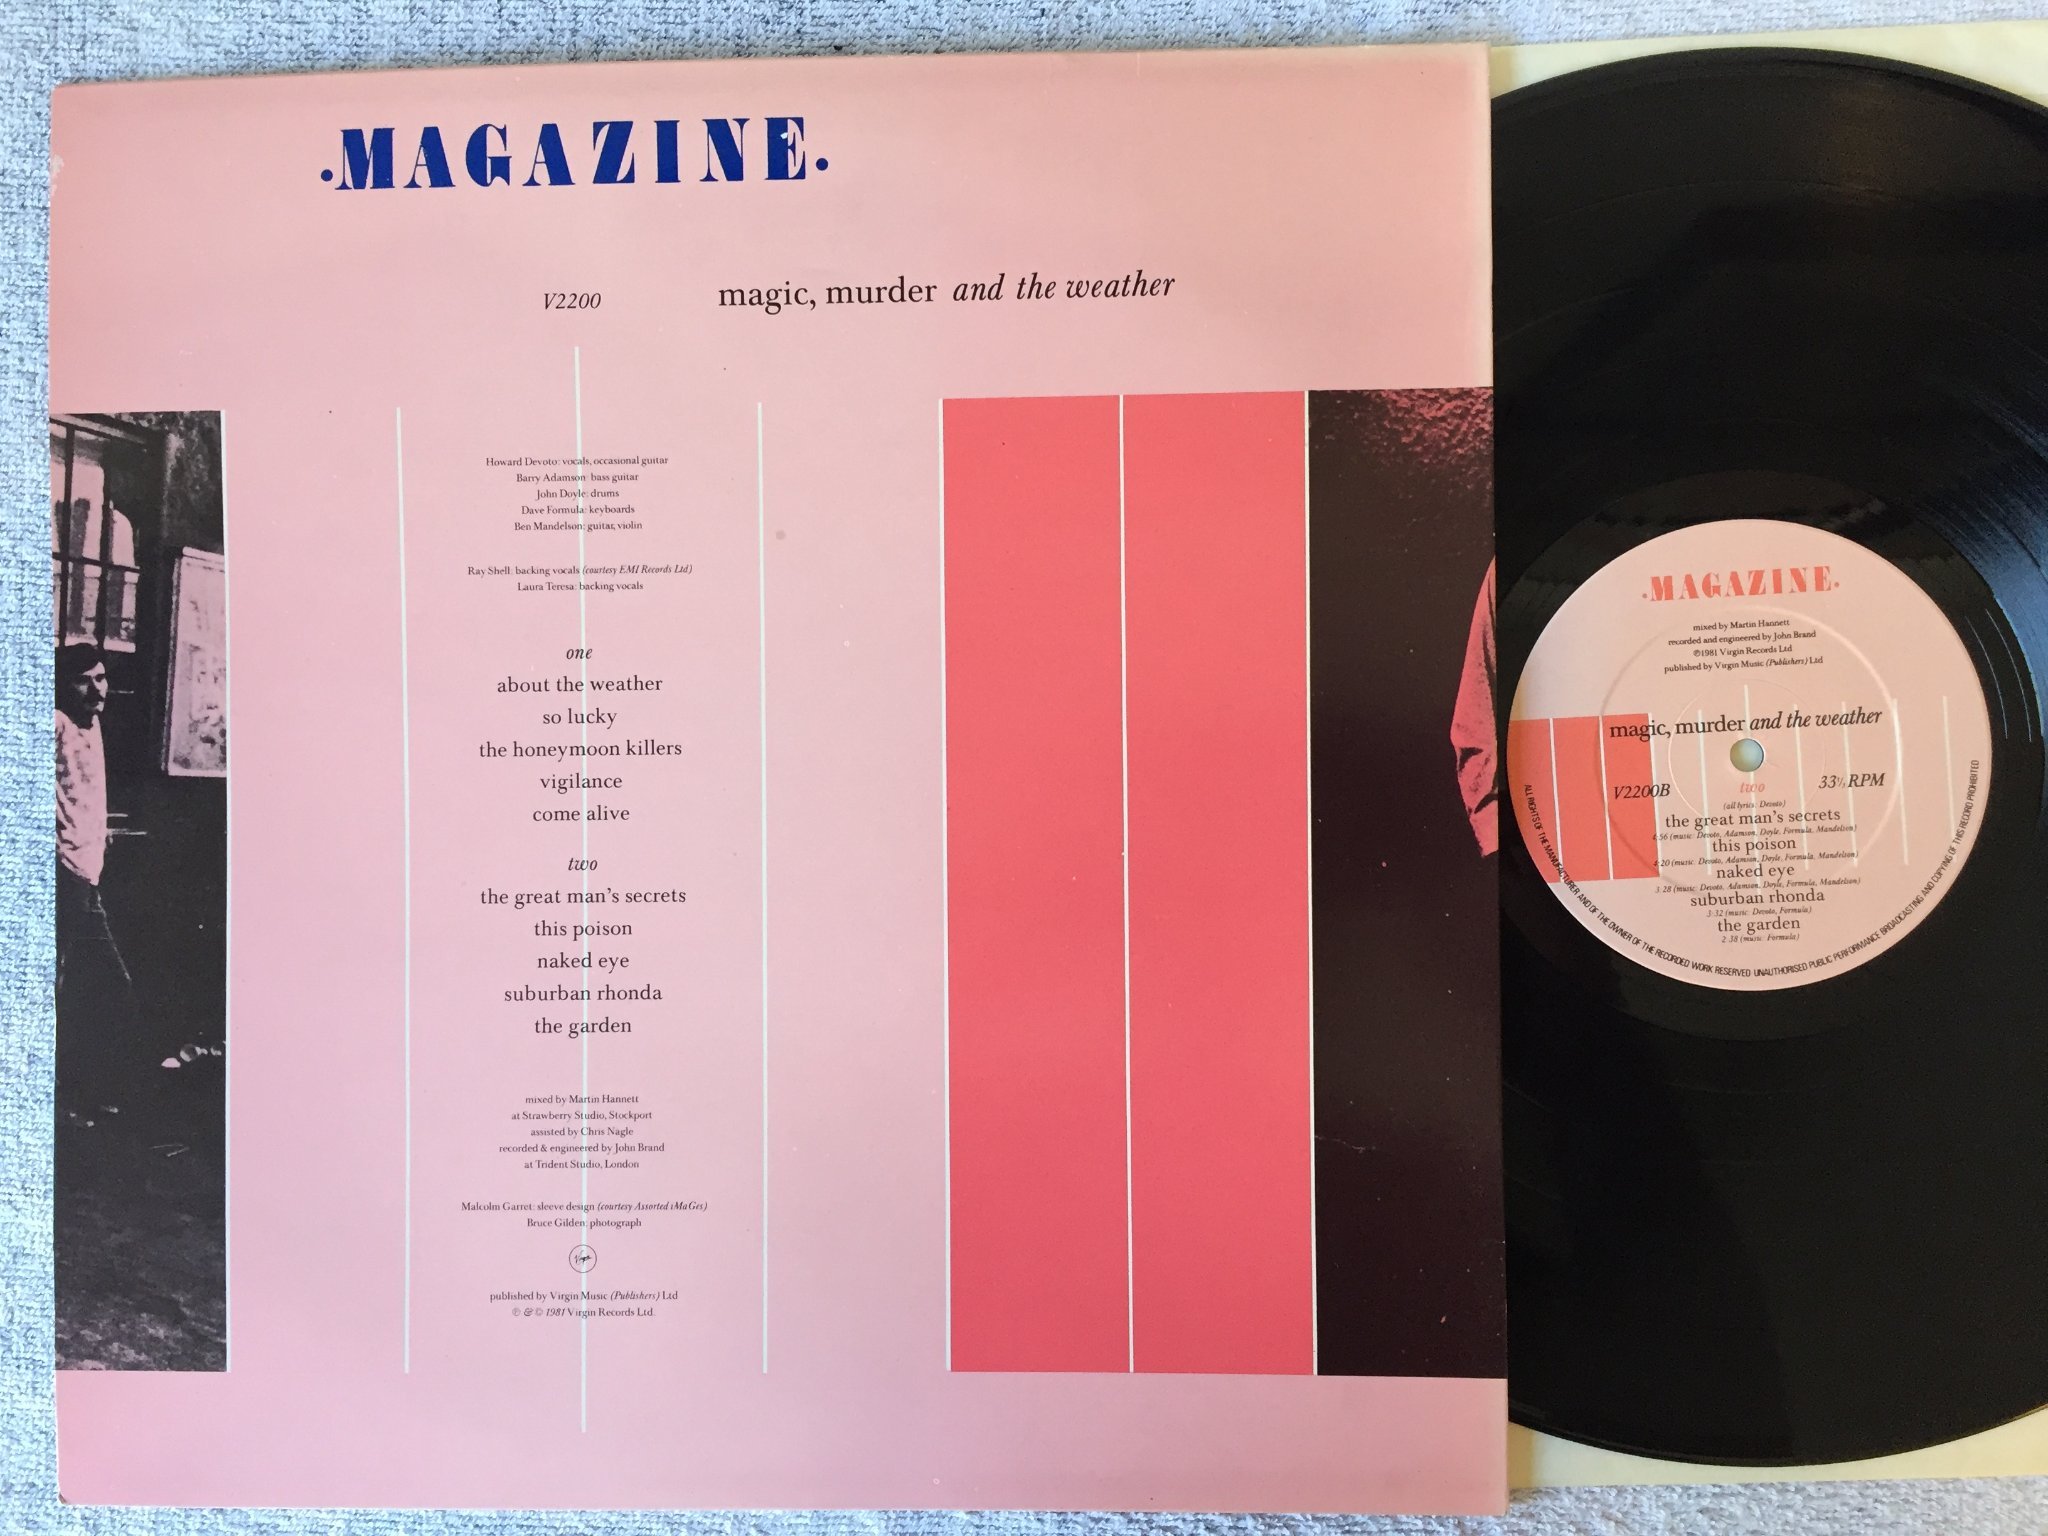 ·MAGAZINE·
V2200 magic, murder and the weather
Howard Devoto: vocals, occasional guitar
Barry Adamson: bass guitar
John Doyle: drums
Dave Formula: keyboards
Ben Mandelson: guitar, violin
Ray Shell: backing vocals (courtesy EMI Records Ltd)
Laura Teresa: backing vocals
one
about the weather
so lucky
the honeymoon killers
vigilance
come alive
two
the great man's secrets
this poison
naked eye
suburban rhonda
the garden
mixed by Martin Hannett
at Strawberry Studio, Stockport
assisted by Chris Nagle
recorded & engineered by John Brand
at Trident Studio, London
Malcolm Garret: sleeve design (courtesy Assorted iMaGes)
Bruce Gilden: photograph
Virgin
published by Virgin Music (Publishers) Ltd
℗ & © 1981 Virgin Records Ltd.
·MAGAZINE·
mixed by Martin Hannett
recorded and engineered by John Brand
℗1981 Virgin Records Ltd
published by Virgin Music (Publishers) Ltd
magic, murder and the weather
V2200B 33⅓ RPM
two
(all lyrics: Devoto)
the great man's secrets
4:56 (music: Devoto, Adamson, Doyle, Formula, Mandelson)
this poison
4:20 (music: Devoto, Adamson, Doyle, Formula, Mandelson)
naked eye
3:28 (music: Devoto, Adamson, Doyle, Formula, Mandelson)
suburban rhonda
3:32 (music: Devoto, Formula)
the garden
2:38 (music: Formula)
ALL RIGHTS OF THE MANUFACTURER AND OF THE OWNER OF THE RECORDED WORK RESERVED UNAUTHORISED PUBLIC PERFORMANCE BROADCASTING AND COPYING OF THIS RECORD PROHIBITED